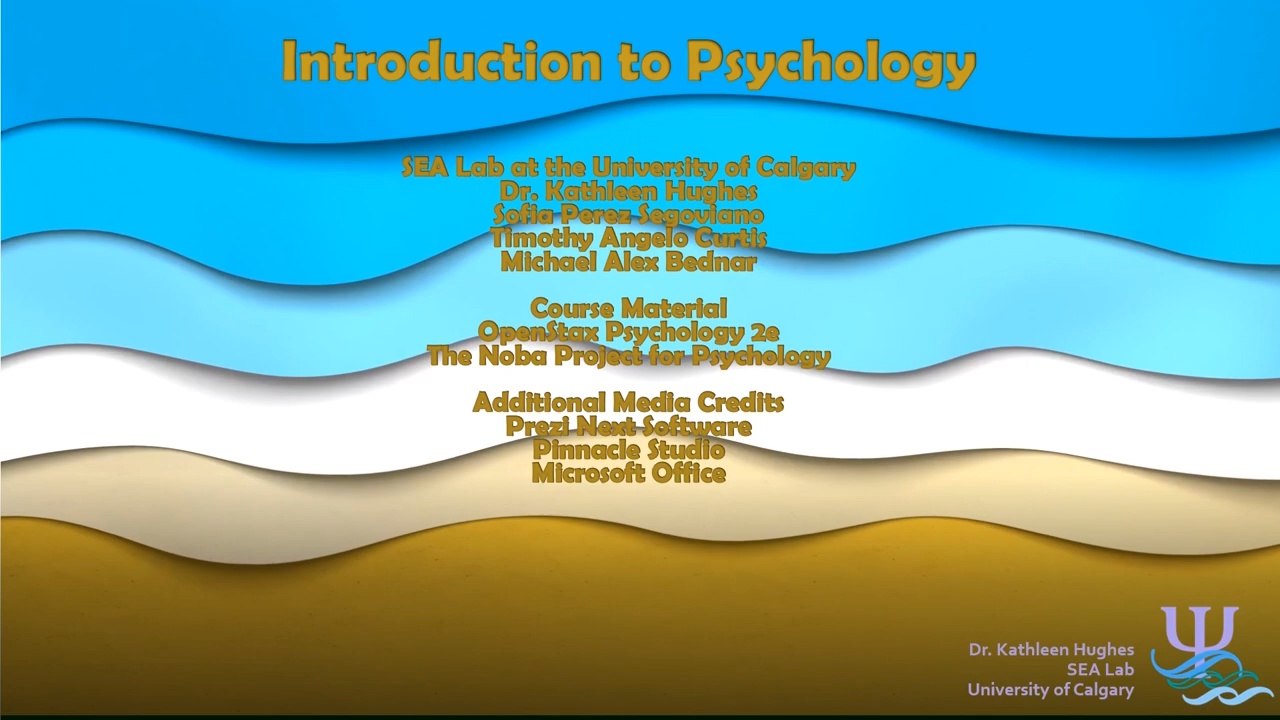 Introduction to Psychology
SEA Lab at the University of Calgary
Dr. Kathleen Hughes
Sofia Perez Segoviano
Timothy Angelo Curtis
Michael Alex Bednar
Course Material
OpenStax Psychology 2e
The Noba Project for Psychology
Additional Media Credits
Prezi Next Software
Pinnacle Studio
Microsoft Office
Dr. Kathleen Hughes
SEA Lab
University of Calgary